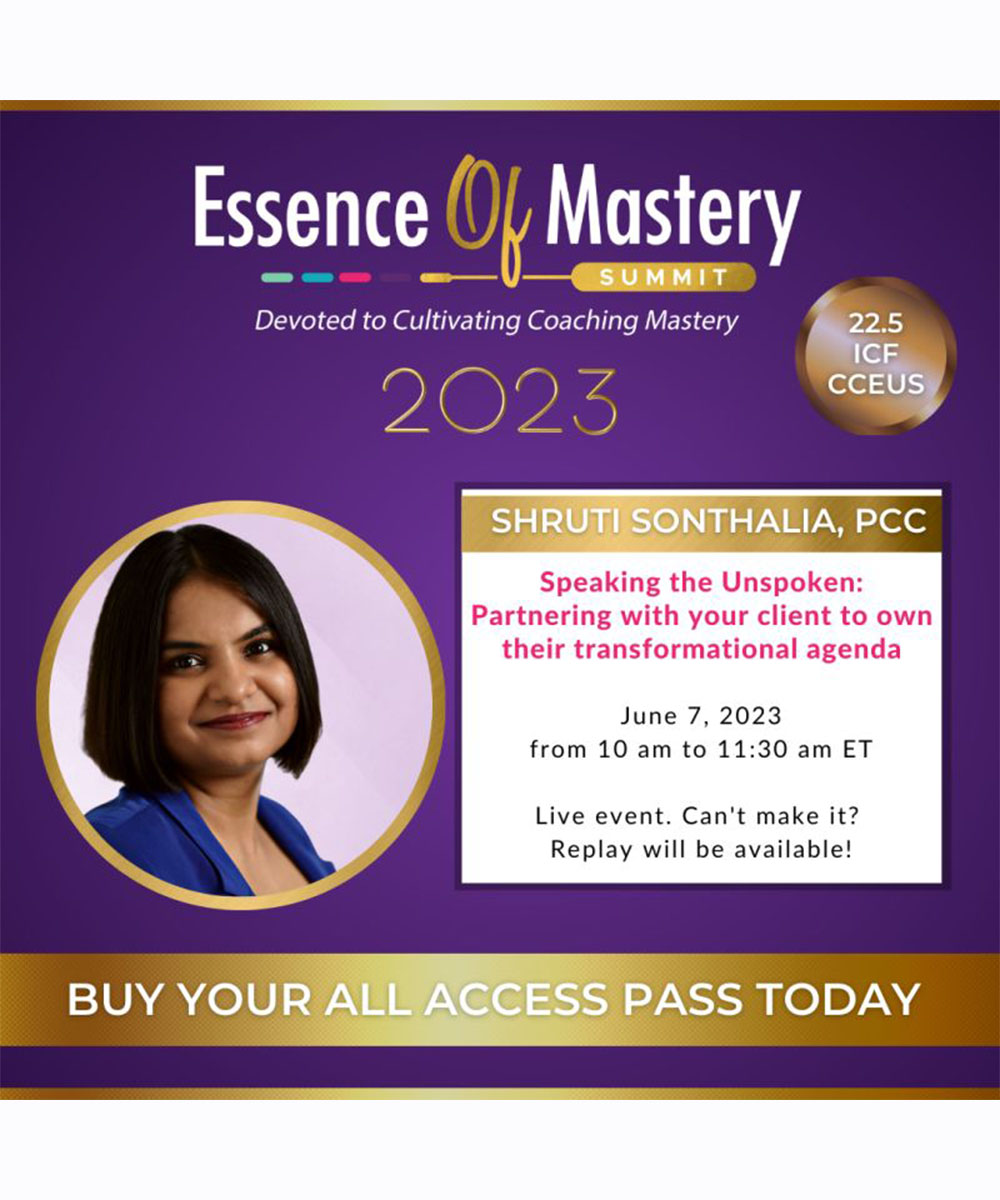 Essence Of Mastery
SUMMIT
Devoted to Cultivating Coaching Mastery
2023
22.5
ICF
CCEUS
SHRUTI SONTHALIA, PCC
Speaking the Unspoken:
Partnering with your client to own
their transformational agenda
June 7, 2023
from 10 am to 11:30 am ET
Live event. Can't make it?
Replay will be available!
BUY YOUR ALL ACCESS PASS TODAY